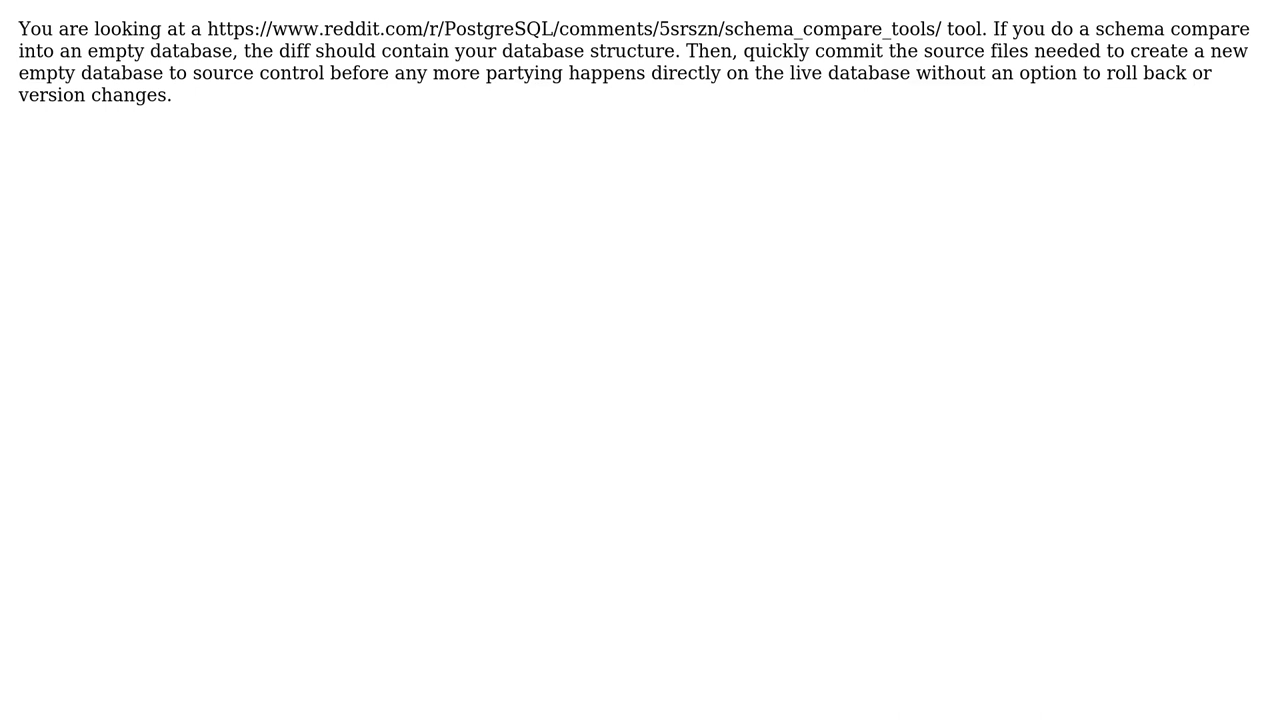 You are looking at a https://www.reddit.com/r/PostgreSQL/comments/5srszn/schema_compare_tools/ tool. If you do a schema compare
into an empty database, the diff should contain your database structure. Then, quickly commit the source files needed to create a new
empty database to source control before any more partying happens directly on the live database without an option to roll back or
version changes.